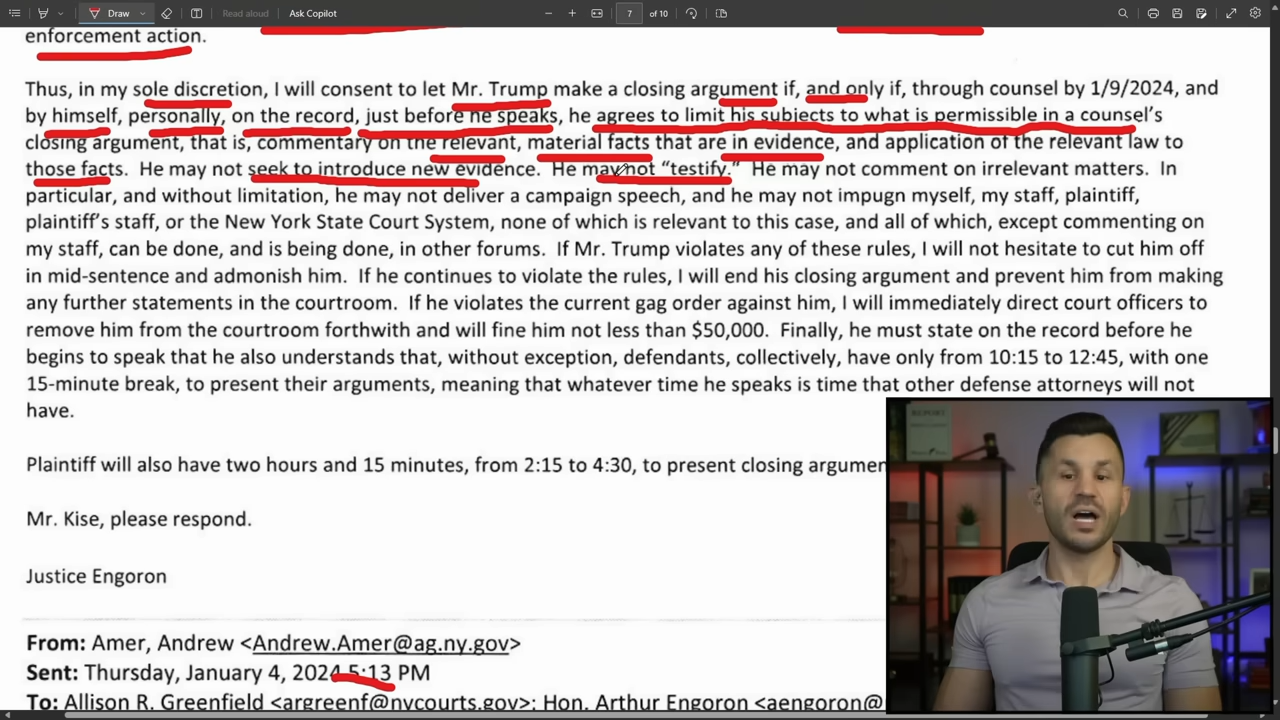 Draw
Read aloud
Ask Copilot
7
of 10
enforcement action.
Thus, in my sole discretion, I will consent to let Mr. Trump make a closing argument if, and only if, through counsel by 1/9/2024, and
by himself, personally, on the record, just before he speaks, he agrees to limit his subjects to what is permissible in a counsel's
closing argument, that is, commentary on the relevant, material facts that are in evidence, and application of the relevant law to
those facts. He may not seek to introduce new evidence. He may not "testify." He may not comment on irrelevant matters. In
particular, and without limitation, he may not deliver a campaign speech, and he may not impugn myself, my staff, plaintiff,
plaintiff's staff, or the New York State Court System, none of which is relevant to this case, and all of which, except commenting on
my staff, can be done, and is being done, in other forums. If Mr. Trump violates any of these rules, I will not hesitate to cut him off
in mid-sentence and admonish him. If he continues to violate the rules, I will end his closing argument and prevent him from making
any further statements in the courtroom. If he violates the current gag order against him, I will immediately direct court officers to
remove him from the courtroom forthwith and will fine him not less than $50,000. Finally, he must state on the record before he
begins to speak that he also understands that, without exception, defendants, collectively, have only from 10:15 to 12:45, with one
15-minute break, to present their arguments, meaning that whatever time he speaks is time that other defense attorneys will not
have.
Plaintiff will also have two hours and 15 minutes, from 2:15 to 4:30, to present closing argumen
Mr. Kise, please respond.
Justice Engoron
REPORT
From: Amer, Andrew <Andrew.Amer@ag.ny.gov>
Sent: Thursday, January 4, 2024 5:13 PM
To: Allison R. Greenfield <argreenf@nycourts.gov>; Hon. Arthur Engoron <aengoron@